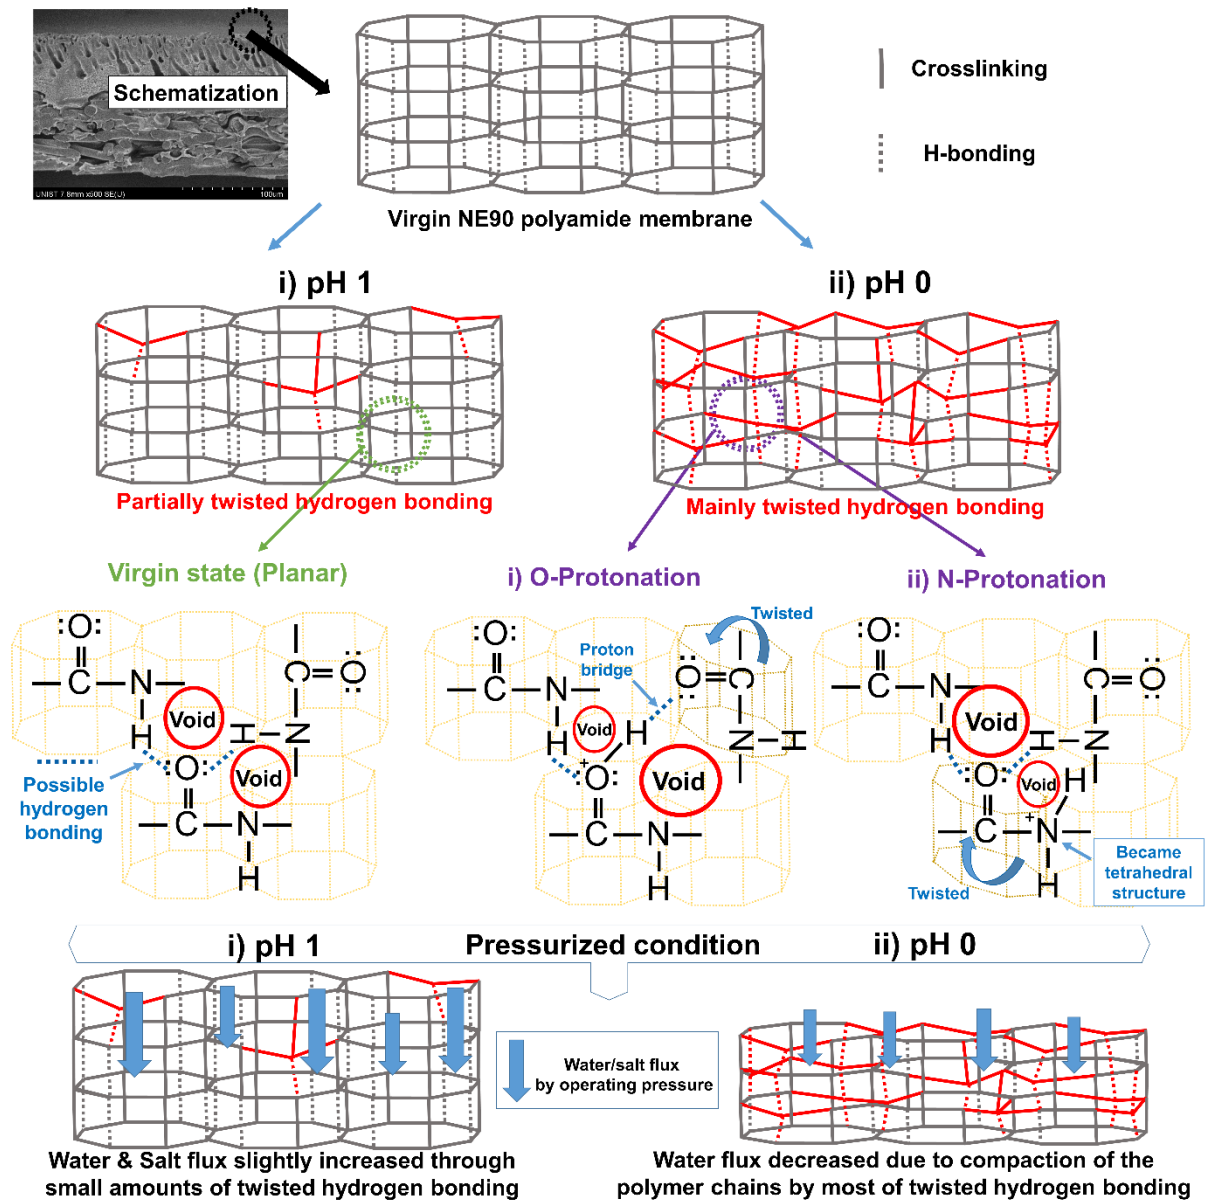 Schematization
UNIST 7.8mm x500 SE(U)
100um
Crosslinking
H-bonding
Virgin NE90 polyamide membrane
i) pH 1
ii) pH 0
Partially twisted hydrogen bonding
Mainly twisted hydrogen bonding
Virgin state (Planar)
i) O-Protonation
ii) N-Protonation
:O:
C
N
H
Void
C
O
H
N
Void
:O:
C
N
H
Possible
hydrogen
bonding
:O:
C
N
H
Void
Proton
bridge
Twisted
O
C
N
H
H
+
O:
Void
C
N
H
:O:
C
N
H
Void
C
O
H
N
:O:
Void
H
C
+
N
H
Twisted
Became
tetrahedral
structure
i) pH 1
Pressurized condition
ii) pH 0
Water/salt flux
by operating pressure
Water & Salt flux slightly increased through
small amounts of twisted hydrogen bonding
Water flux decreased due to compaction of the
polymer chains by most of twisted hydrogen bonding